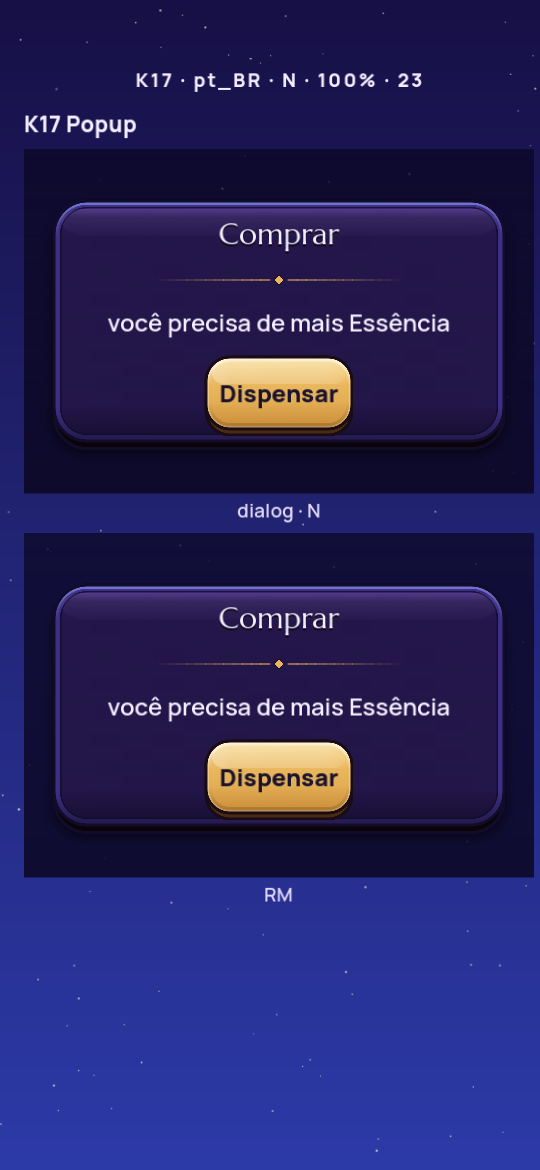 K17 · pt_BR · N · 100% · 23
K17 Popup
Comprar
você precisa de mais Essência
Dispensar
dialog · N
Comprar
você precisa de mais Essência
Dispensar
RM